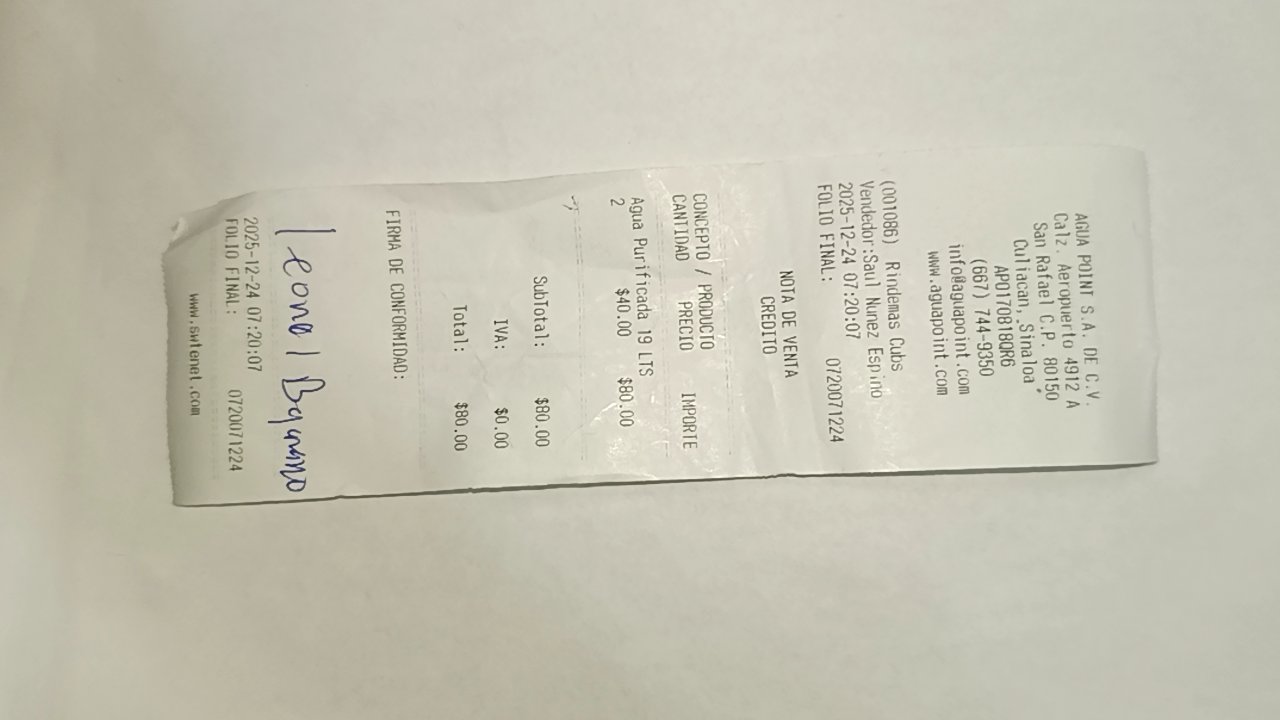 AGUA POINT S.A. DE C.V.
Calz. Aeropuerto 4912 A
San Rafael C.P. 80150
Culiacan, Sinaloa
APO170818QR6
(667) 744-9350
info@aguapoint.com
www.aguapoint.com
(001086) Rindemas Cubs
Vendedor:Saul Nunez Espino
2025-12-24 07:20:07
FOLIO FINAL: 0720071224
NOTA DE VENTA
CREDITO
CONCEPTO / PRODUCTO
CANTIDAD PRECIO IMPORTE
Agua Purificada 19 LTS
2 $40.00 $80.00
SubTotal: $80.00
IVA: $0.00
Total: $80.00
FIRMA DE CONFORMIDAD:
2025-12-24 07:20:07
FOLIO FINAL: 0720071224
www.swtenet.com